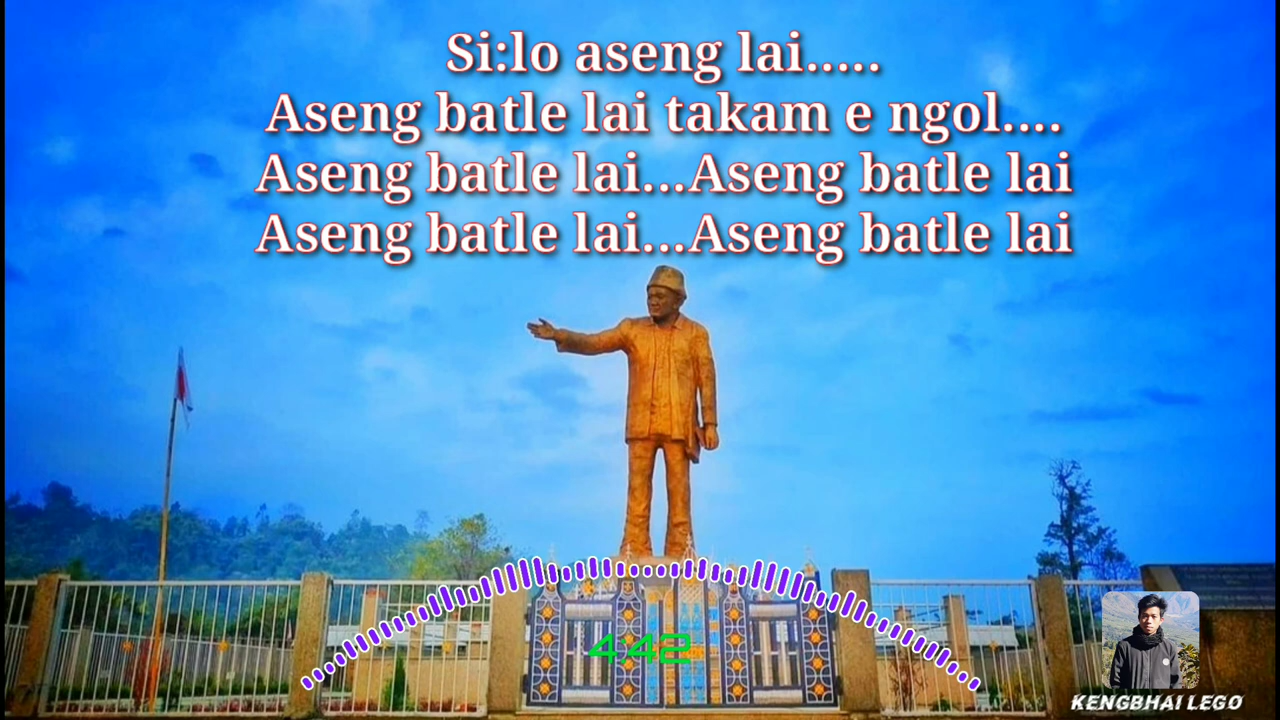 Si:lo aseng lai.....
Aseng batle lai takam e ngol....
Aseng batle lai...Aseng batle lai
Aseng batle lai...Aseng batle lai
4:42
KENGBHAI LEGO